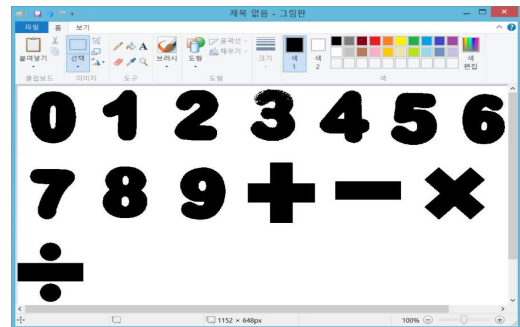 제목 없음 - 그림판
파일 홈 보기
붙여넣기 선택 A 브러시 도형 윤곽선 채우기 크기 색 1 색 2 색 편집
클립보드 이미지 도구 도형 색
0 1 2 3 4 5 6
7 8 9 + − ×
÷
1152 × 648px 100%